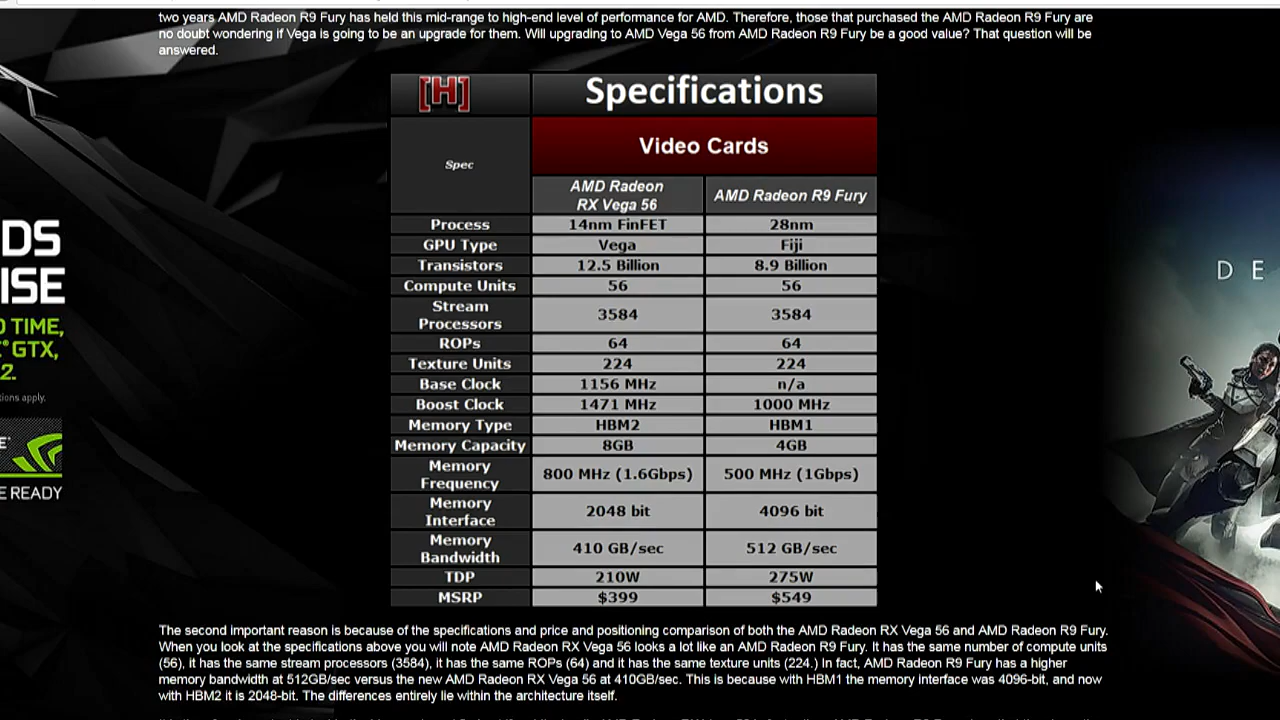 two years AMD Radeon R9 Fury has held this mid-range to high-end level of performance for AMD. Therefore, those that purchased the AMD Radeon R9 Fury are
no doubt wondering if Vega is going to be an upgrade for them. Will upgrading to AMD Vega 56 from AMD Radeon R9 Fury be a good value? That question will be
answered.
[H] Specifications
Spec
Video Cards
AMD Radeon
RX Vega 56
AMD Radeon R9 Fury
Process 14nm FinFET 28nm
GPU Type Vega Fiji
Transistors 12.5 Billion 8.9 Billion
Compute Units 56 56
Stream
Processors 3584 3584
ROPs 64 64
Texture Units 224 224
Base Clock 1156 MHz n/a
Boost Clock 1471 MHz 1000 MHz
Memory Type HBM2 HBM1
Memory Capacity 8GB 4GB
Memory
Frequency 800 MHz (1.6Gbps) 500 MHz (1Gbps)
Memory
Interface 2048 bit 4096 bit
Memory
Bandwidth 410 GB/sec 512 GB/sec
TDP 210W 275W
MSRP $399 $549
The second important reason is because of the specifications and price and positioning comparison of both the AMD Radeon RX Vega 56 and AMD Radeon R9 Fury.
When you look at the specifications above you will note AMD Radeon RX Vega 56 looks a lot like an AMD Radeon R9 Fury. It has the same number of compute units
(56), it has the same stream processors (3584), it has the same ROPs (64) and it has the same texture units (224.) In fact, AMD Radeon R9 Fury has a higher
memory bandwidth at 512GB/sec versus the new AMD Radeon RX Vega 56 at 410GB/sec. This is because with HBM1 the memory interface was 4096-bit, and now
with HBM2 it is 2048-bit. The differences entirely lie within the architecture itself.
DS
ISE
TIME,
GTX,
2.
apply.
READY
DE